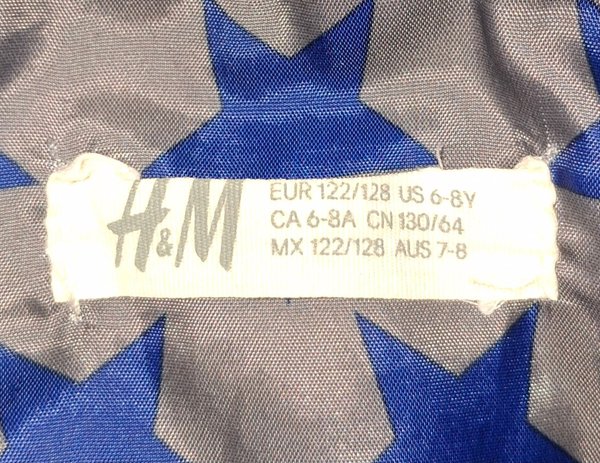 H&M
EUR 122/128 US 6-8Y
CA 6-8A CN 130/64
MX 122/128 AUS 7-8